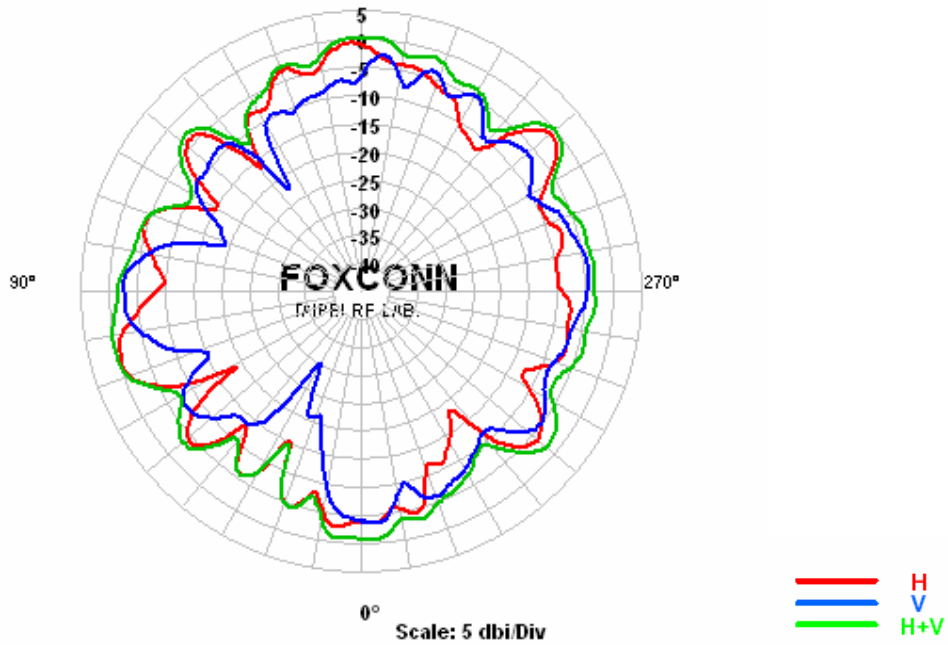 5
0
-5
-10
-15
-20
-25
-30
-35
-40
90°
270°
FOXCONN
TAIPEI RF LAB.
0°
Scale: 5 dbi/Div
H
V
H+V